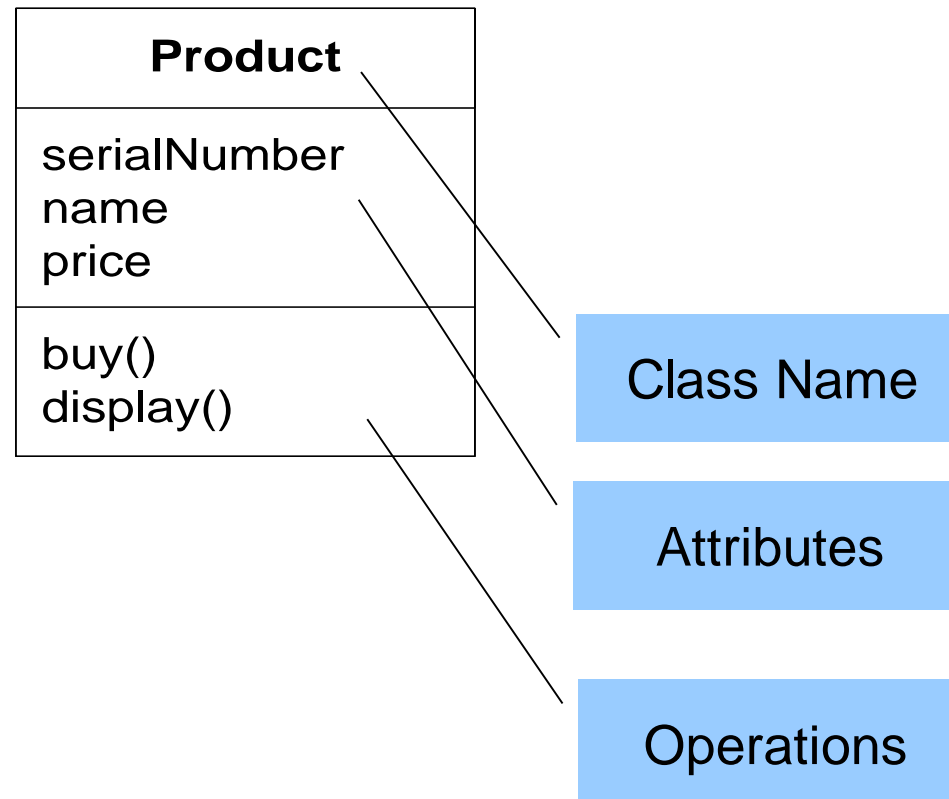 Product
serialNumber
name
price
buy()
display()
Class Name
Attributes
Operations